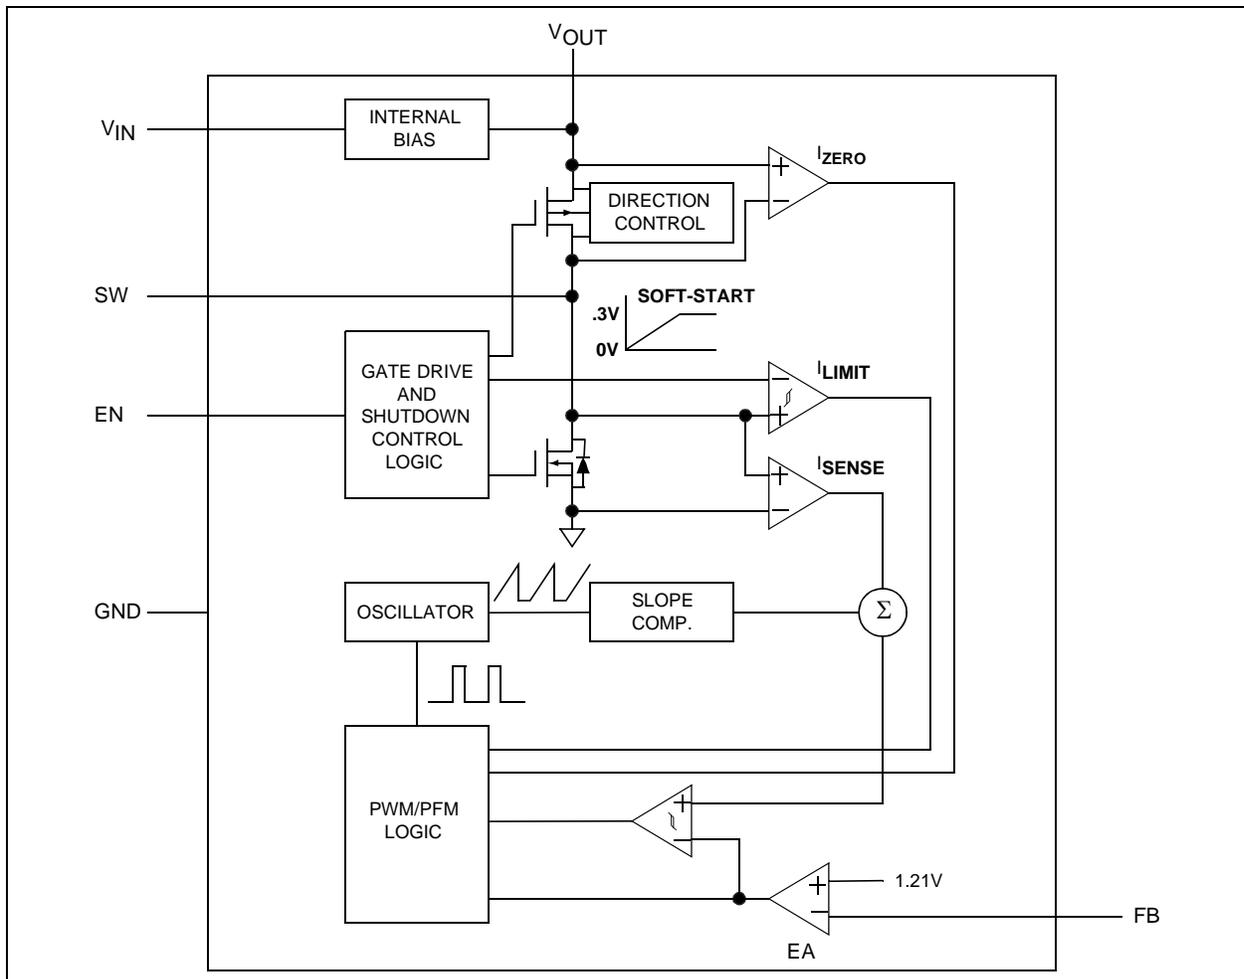 VOUT
VIN
INTERNAL
BIAS
IZERO
+
−
DIRECTION
CONTROL
SW
SOFT-START
.3V
0V
GATE DRIVE
AND
SHUTDOWN
CONTROL
LOGIC
ILIMIT
−
+
EN
ISENSE
+
−
GND
OSCILLATOR
SLOPE
COMP.
Σ
PWM/PFM
LOGIC
+
−
1.21V
+
−
FB
EA